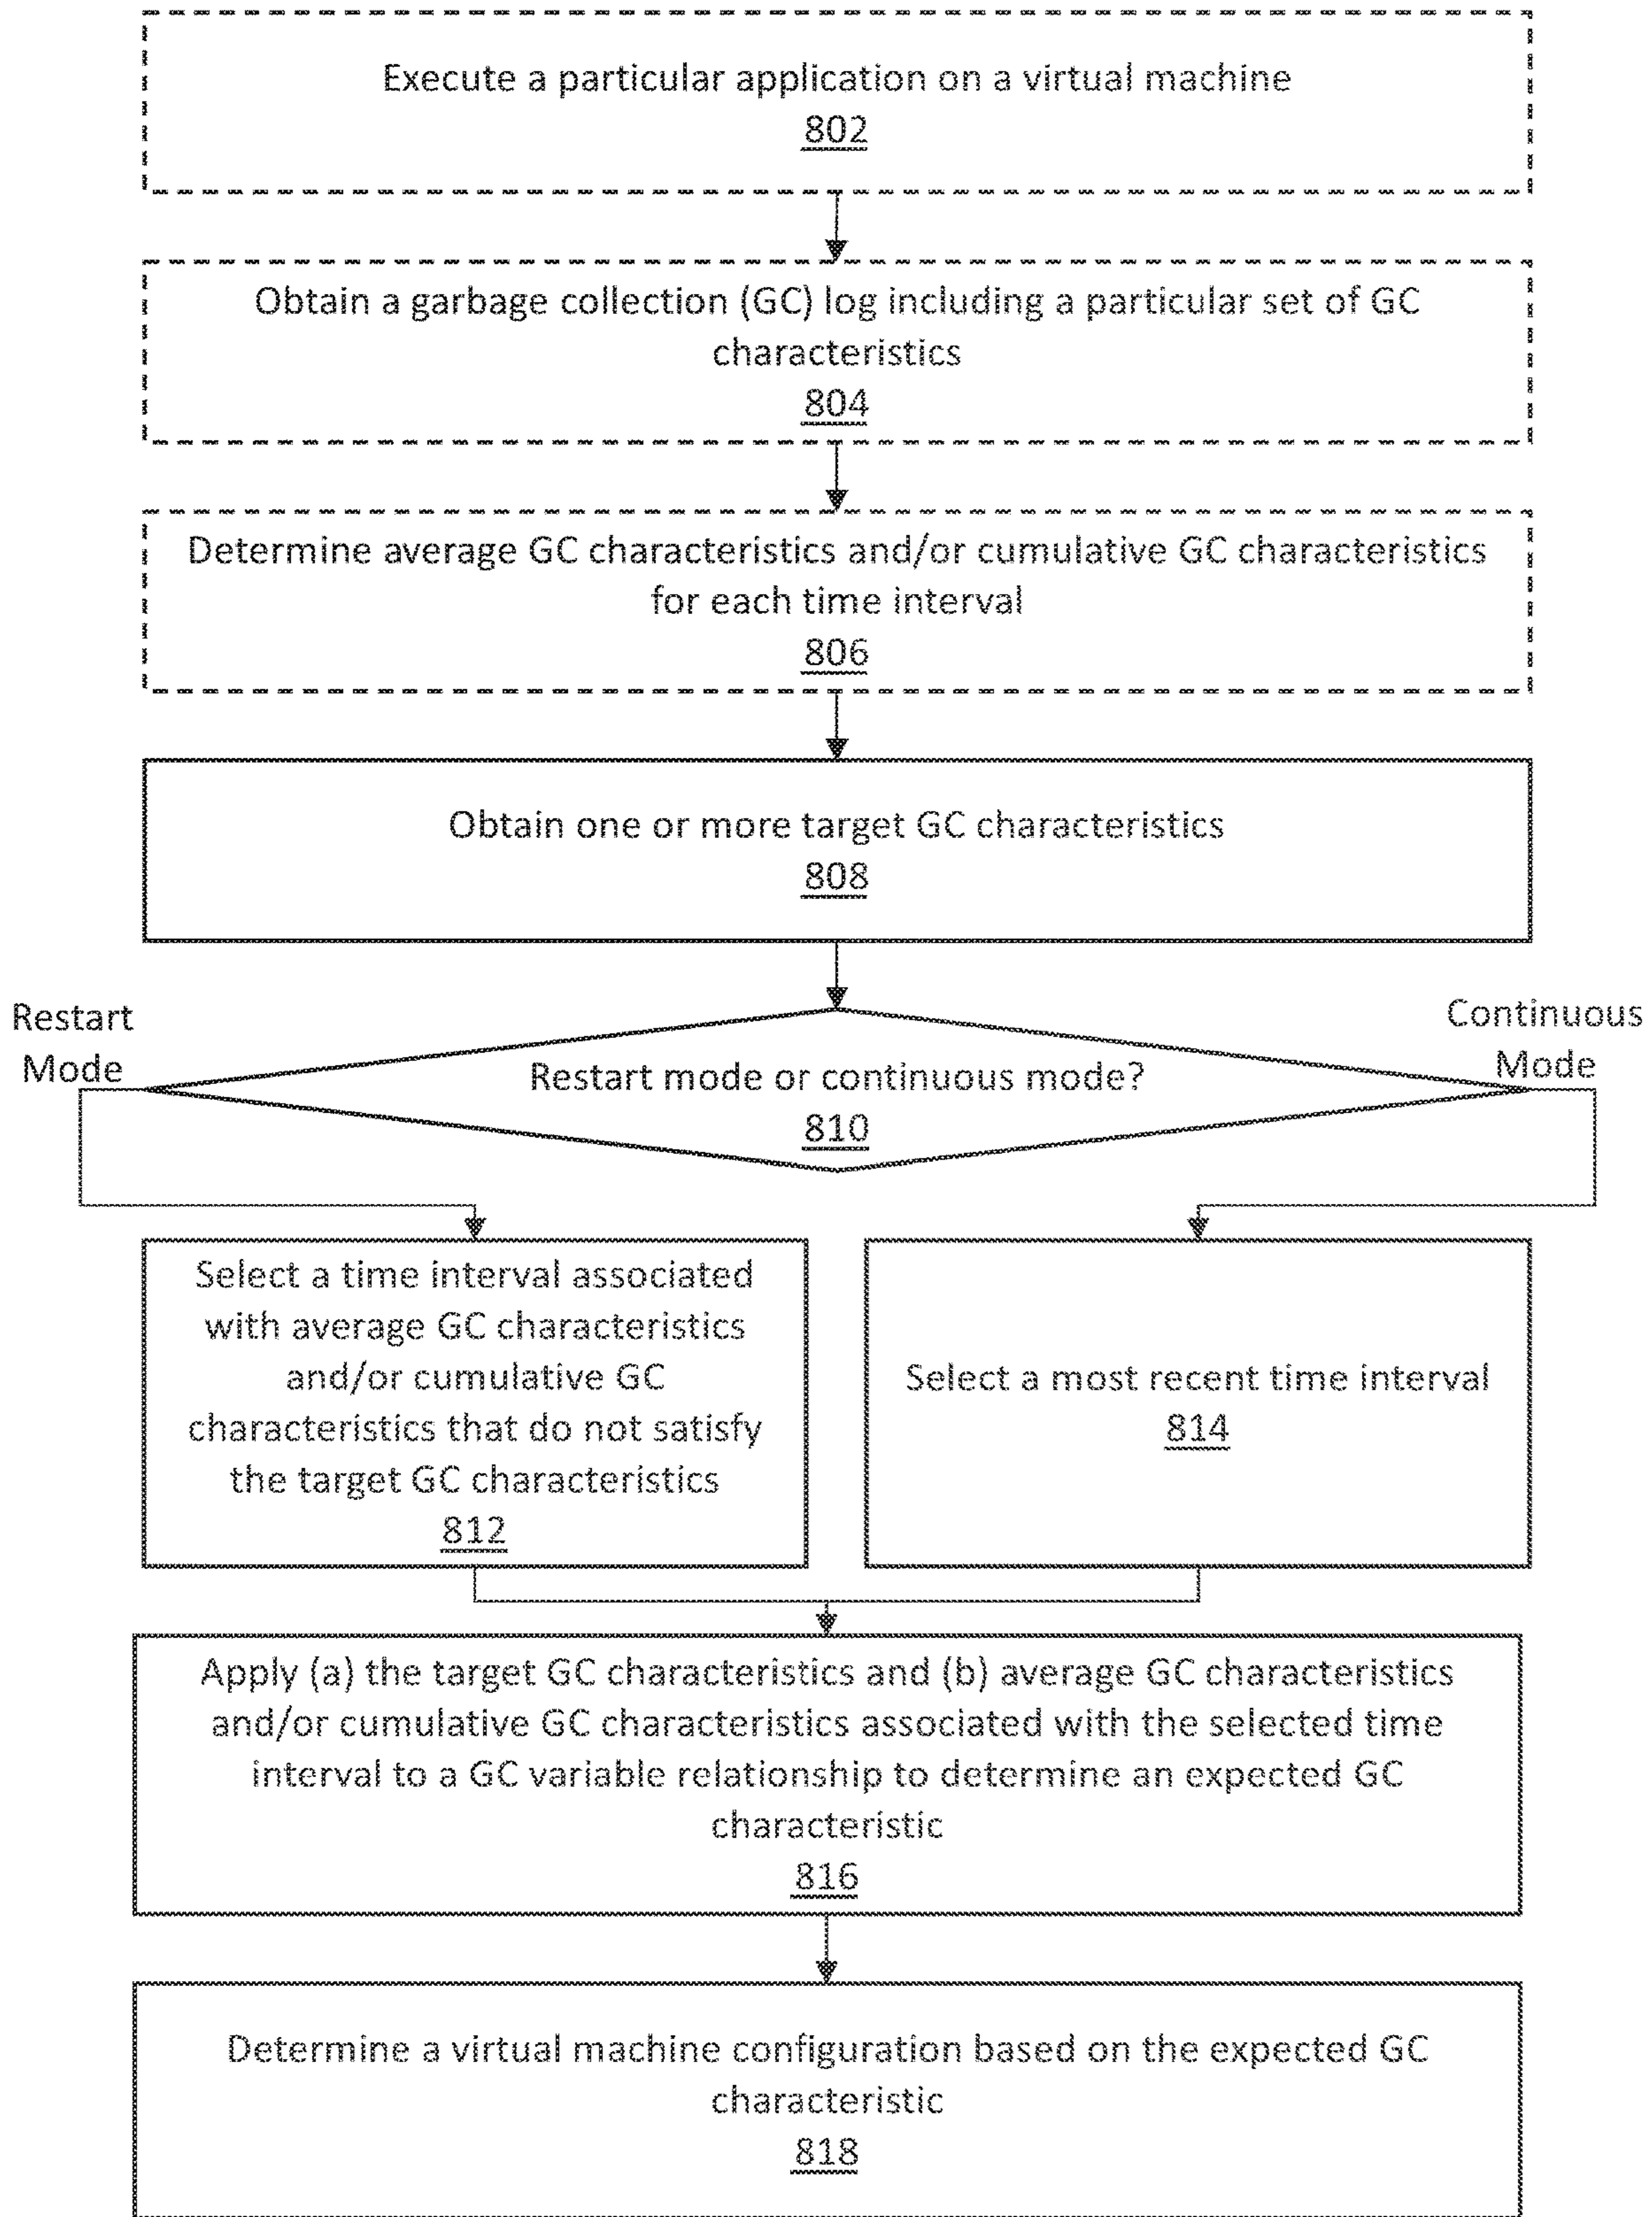 Execute a particular application on a virtual machine
802
Obtain a garbage collection (GC) log including a particular set of GC
characteristics
804
Determine average GC characteristics and/or cumulative GC characteristics
for each time interval
806
Obtain one or more target GC characteristics
808
Restart
Mode
Continuous
Mode
Restart mode or continuous mode?
810
Select a time interval associated
with average GC characteristics
and/or cumulative GC
characteristics that do not satisfy
the target GC characteristics
812
Select a most recent time interval
814
Apply (a) the target GC characteristics and (b) average GC characteristics
and/or cumulative GC characteristics associated with the selected time
interval to a GC variable relationship to determine an expected GC
characteristic
816
Determine a virtual machine configuration based on the expected GC
characteristic
818